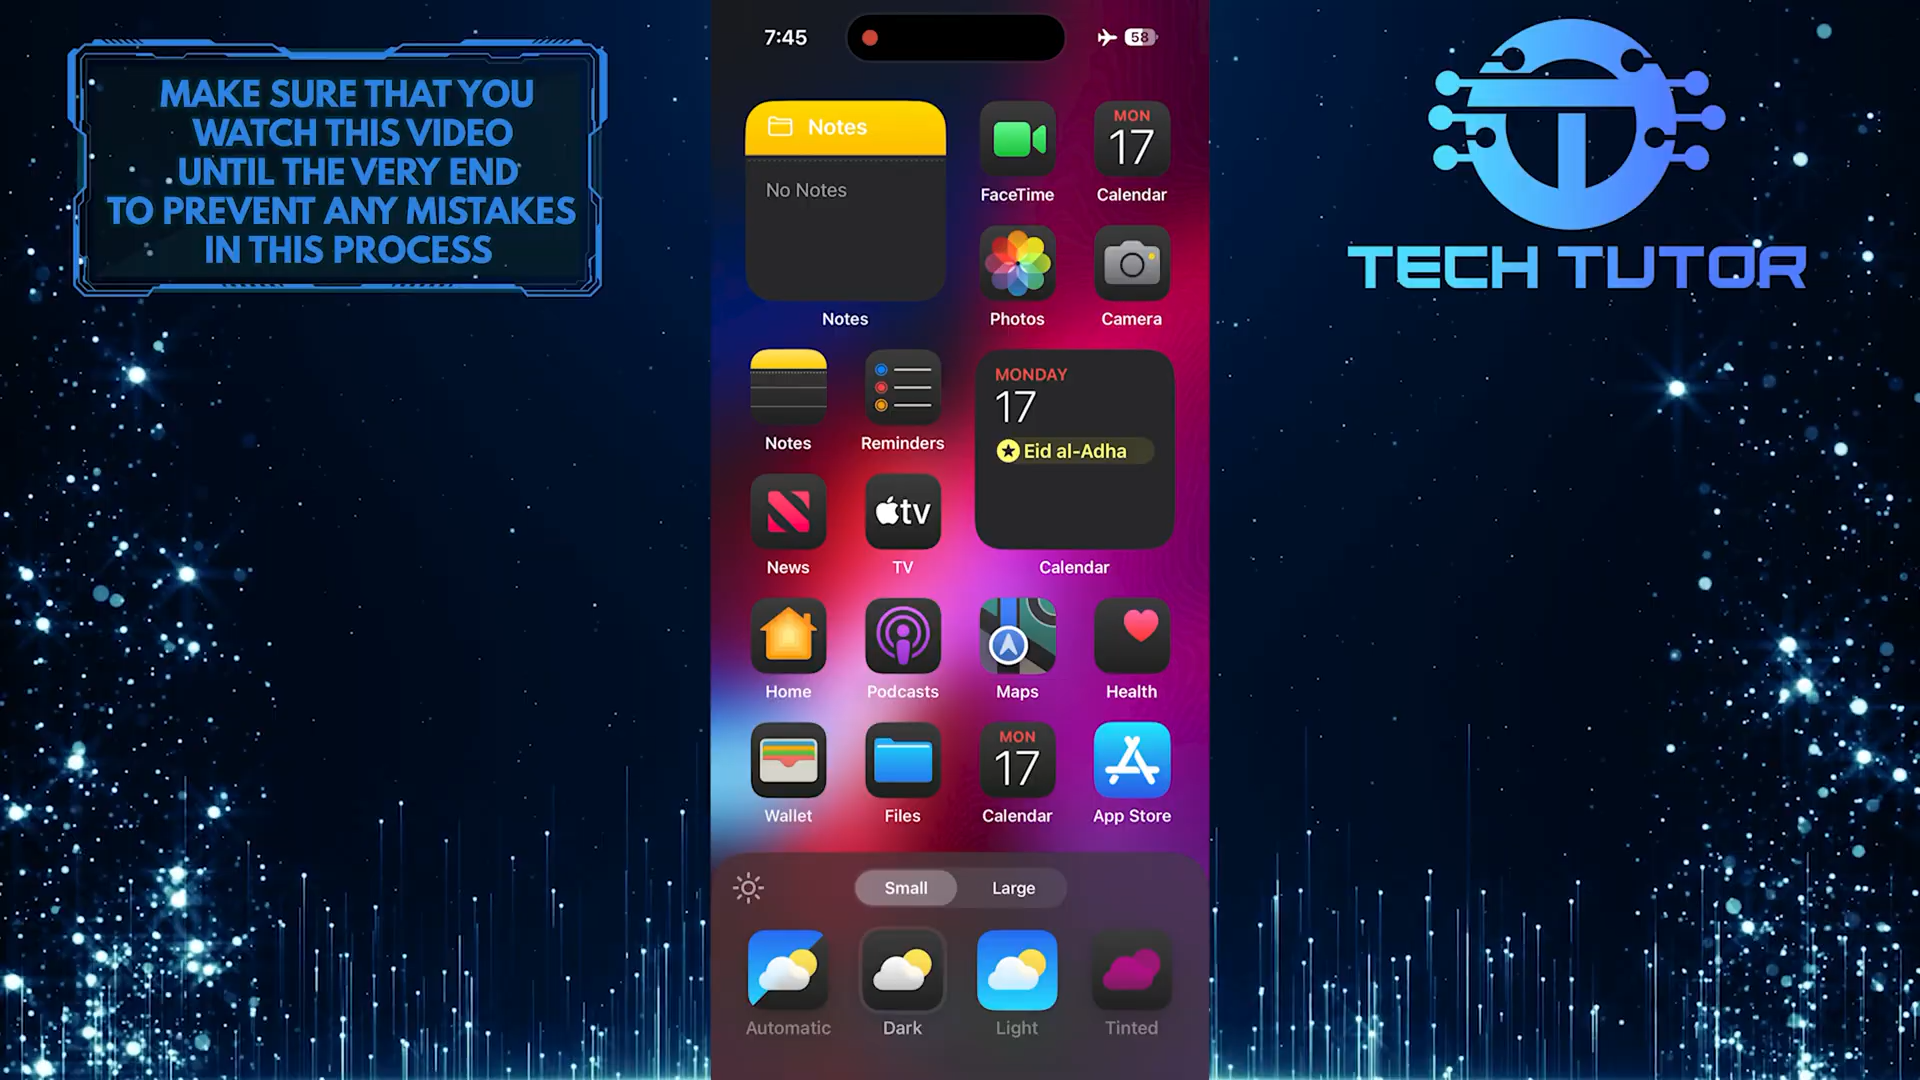 MAKE SURE THAT YOU
WATCH THIS VIDEO
UNTIL THE VERY END
TO PREVENT ANY MISTAKES
IN THIS PROCESS
7:45
58
Notes
No Notes
Notes
FaceTime
MON
17
Calendar
Photos
Camera
Notes
Reminders
MONDAY
17
Eid al-Adha
Calendar
News
tv
TV
Home
Podcasts
Maps
Health
Wallet
Files
MON
17
Calendar
App Store
Small
Large
Automatic
Dark
Light
Tinted
TECH TUTOR